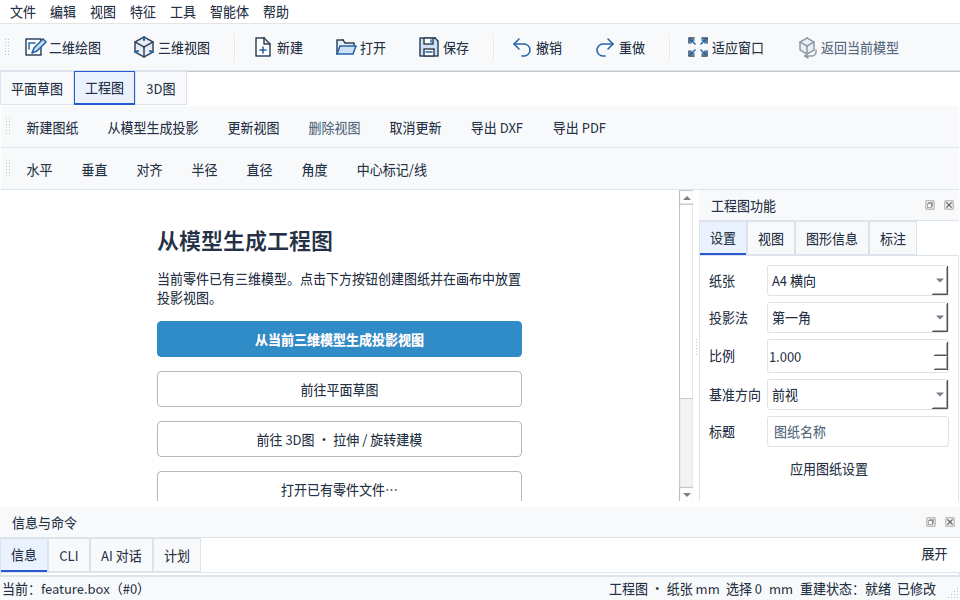 文件 编辑 视图 特征 工具 智能体 帮助
二维绘图 三维视图 新建 打开 保存 撤销 重做 适应窗口 返回当前模型
平面草图 工程图 3D图
新建图纸 从模型生成投影 更新视图 删除视图 取消更新 导出 DXF 导出 PDF
水平 垂直 对齐 半径 直径 角度 中心标记/线
从模型生成工程图
当前零件已有三维模型。点击下方按钮创建图纸并在画布中放置
投影视图。
从当前三维模型生成投影视图
前往平面草图
前往 3D图 · 拉伸 / 旋转建模
打开已有零件文件…
工程图功能
设置 视图 图形信息 标注
纸张 A4 横向
投影法 第一角
比例 1.000
基准方向 前视
标题 图纸名称
应用图纸设置
信息与命令
信息 CLI AI 对话 计划
展开
当前：feature.box（#0） 工程图 · 纸张 mm 选择 0 mm 重建状态：就绪 已修改